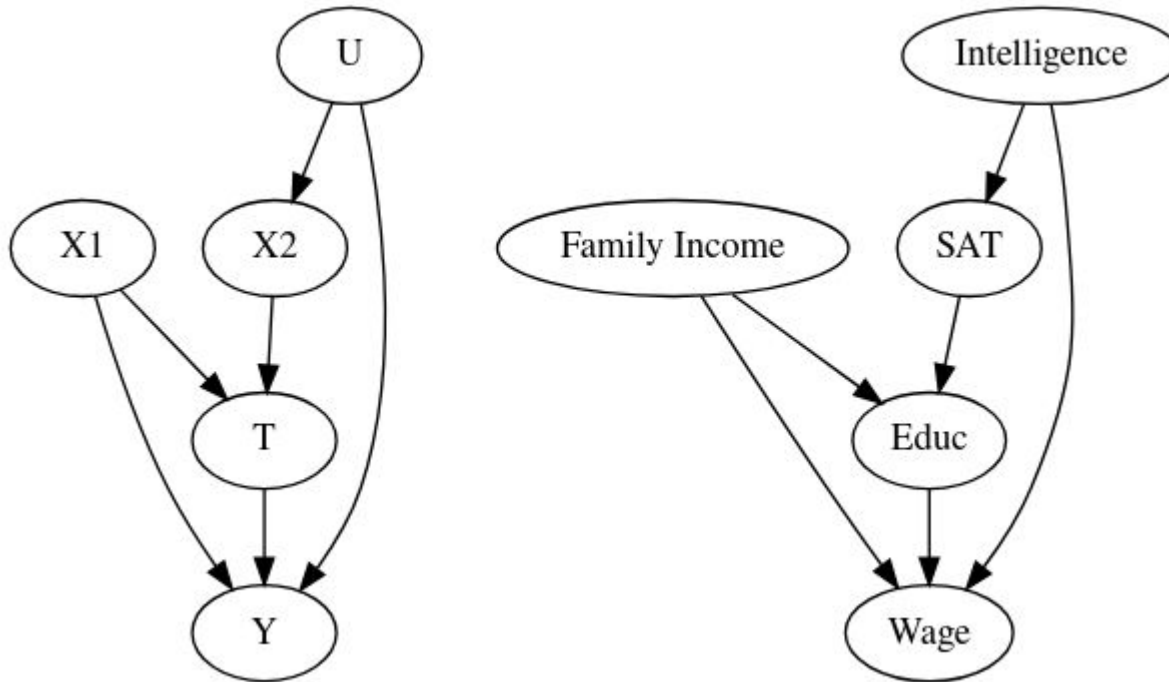 U
X1
X2
T
Y
Intelligence
Family Income
SAT
Educ
Wage